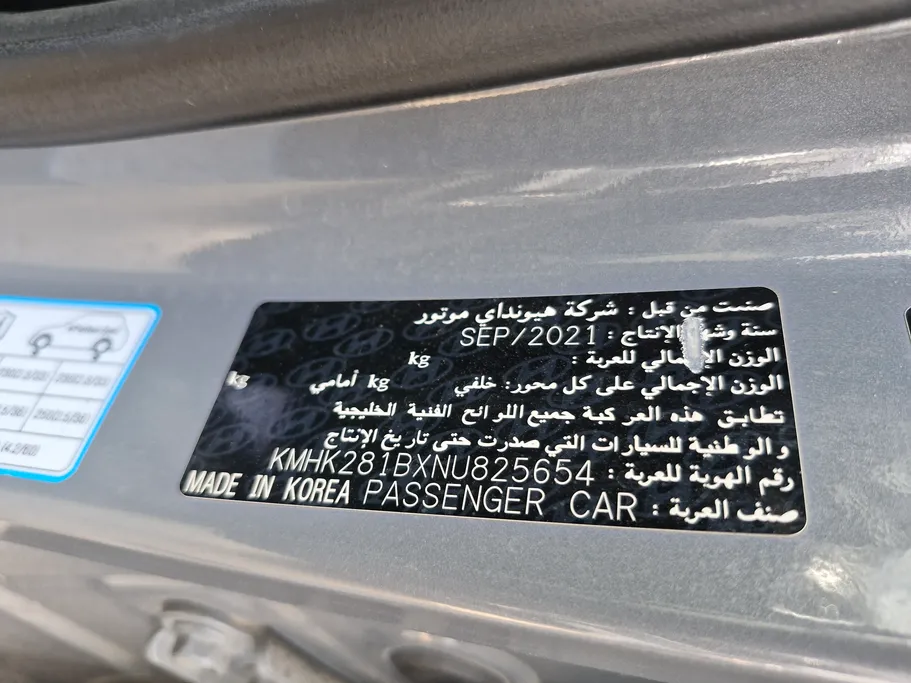 صنعت من قبل : شركة هيونداي موتور
سنة وشهر الإنتاج : SEP/2021
الوزن الإجمالي للعربة : kg
الوزن الإجمالي على كل محور: خلفي kg أمامي kg
تطابق هذه المركبة جميع اللوائح الفنية الخليجية
و الوطنية للسيارات التي صدرت حتى تاريخ الإنتاج
رقم الهوية للعربة : KMHK281BXNU825654
صنف العربة : PASSENGER CAR MADE IN KOREA